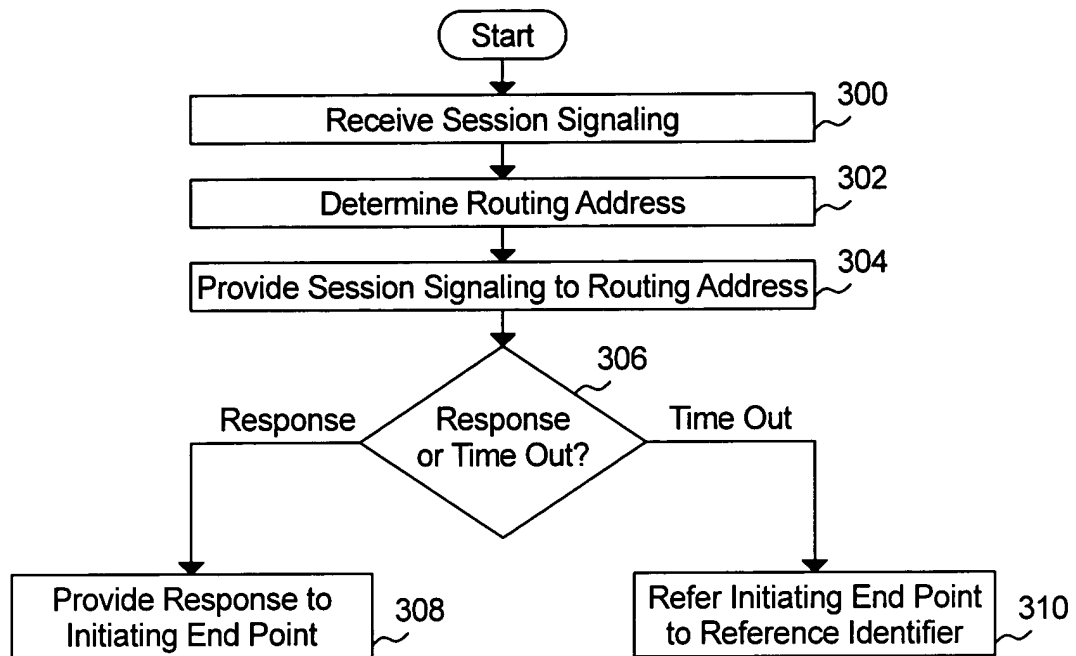 Start
Receive Session Signaling
300
Determine Routing Address
302
Provide Session Signaling to Routing Address
304
306
Response
Response
or Time Out?
Time Out
Provide Response to
Initiating End Point
308
Refer Initiating End Point
to Reference Identifier
310